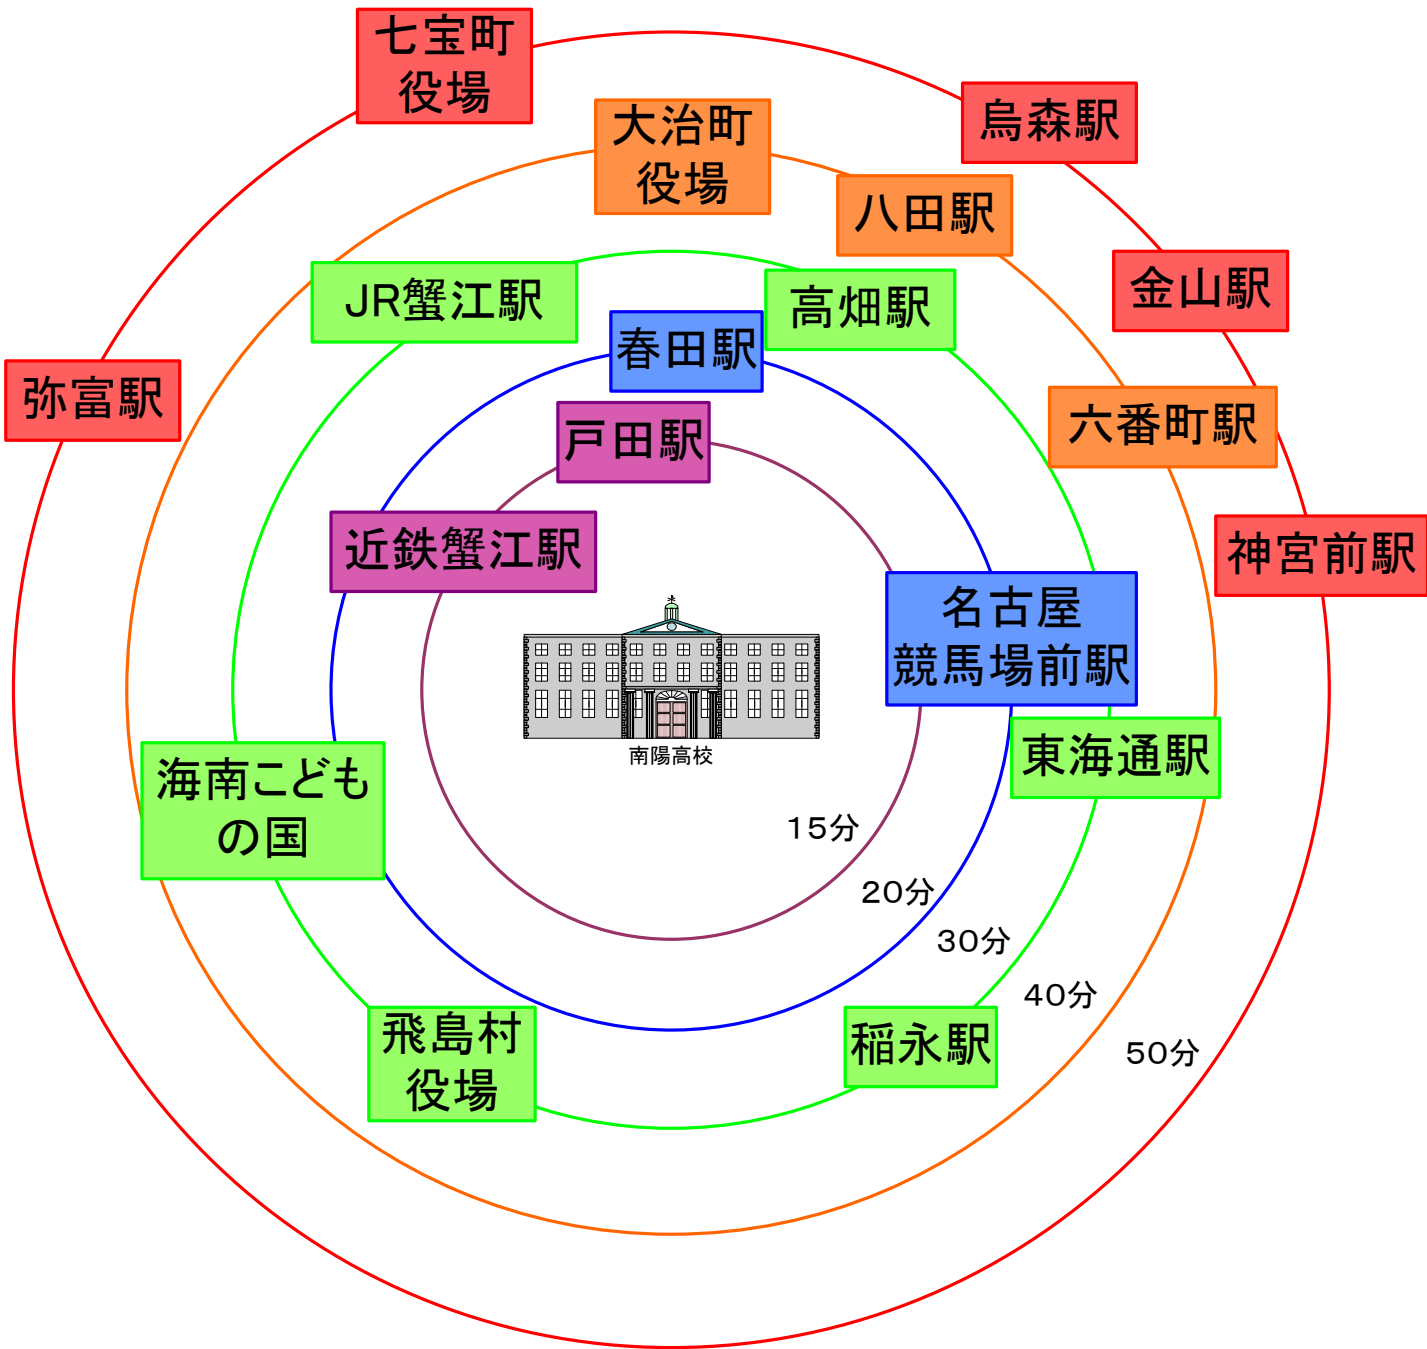 七宝町
役場
烏森駅
大治町
役場
八田駅
金山駅
JR蟹江駅
高畑駅
春田駅
弥富駅
戸田駅
六番町駅
近鉄蟹江駅
神宮前駅
名古屋
競馬場前駅
南陽高校
東海通駅
海南こども
の国
15分
20分
30分
40分
飛島村
役場
稲永駅
50分